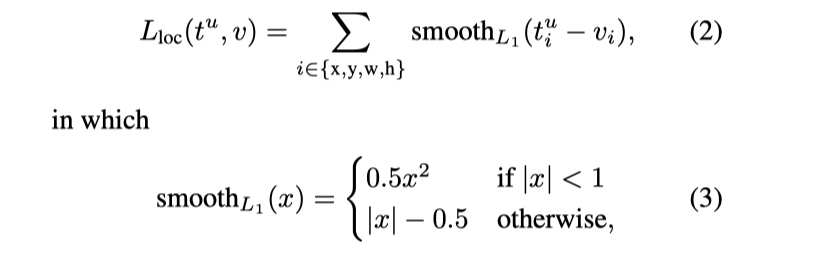 L_loc(t^u, v) = ∑_{i∈{x,y,w,h}} smooth_{L_1}(t_i^u − v_i), (2)
in which
smooth_{L_1}(x) = { 0.5x^2 if |x| < 1
|x| − 0.5 otherwise, (3)